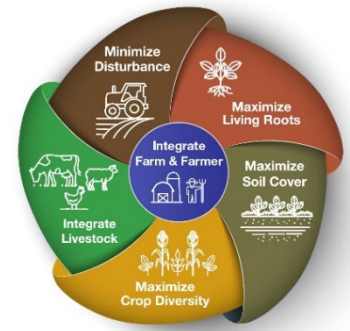 Minimize
Disturbance
Maximize
Living Roots
Integrate
Farm & Farmer
Maximize
Soil Cover
Integrate
Livestock
Maximize
Crop Diversity